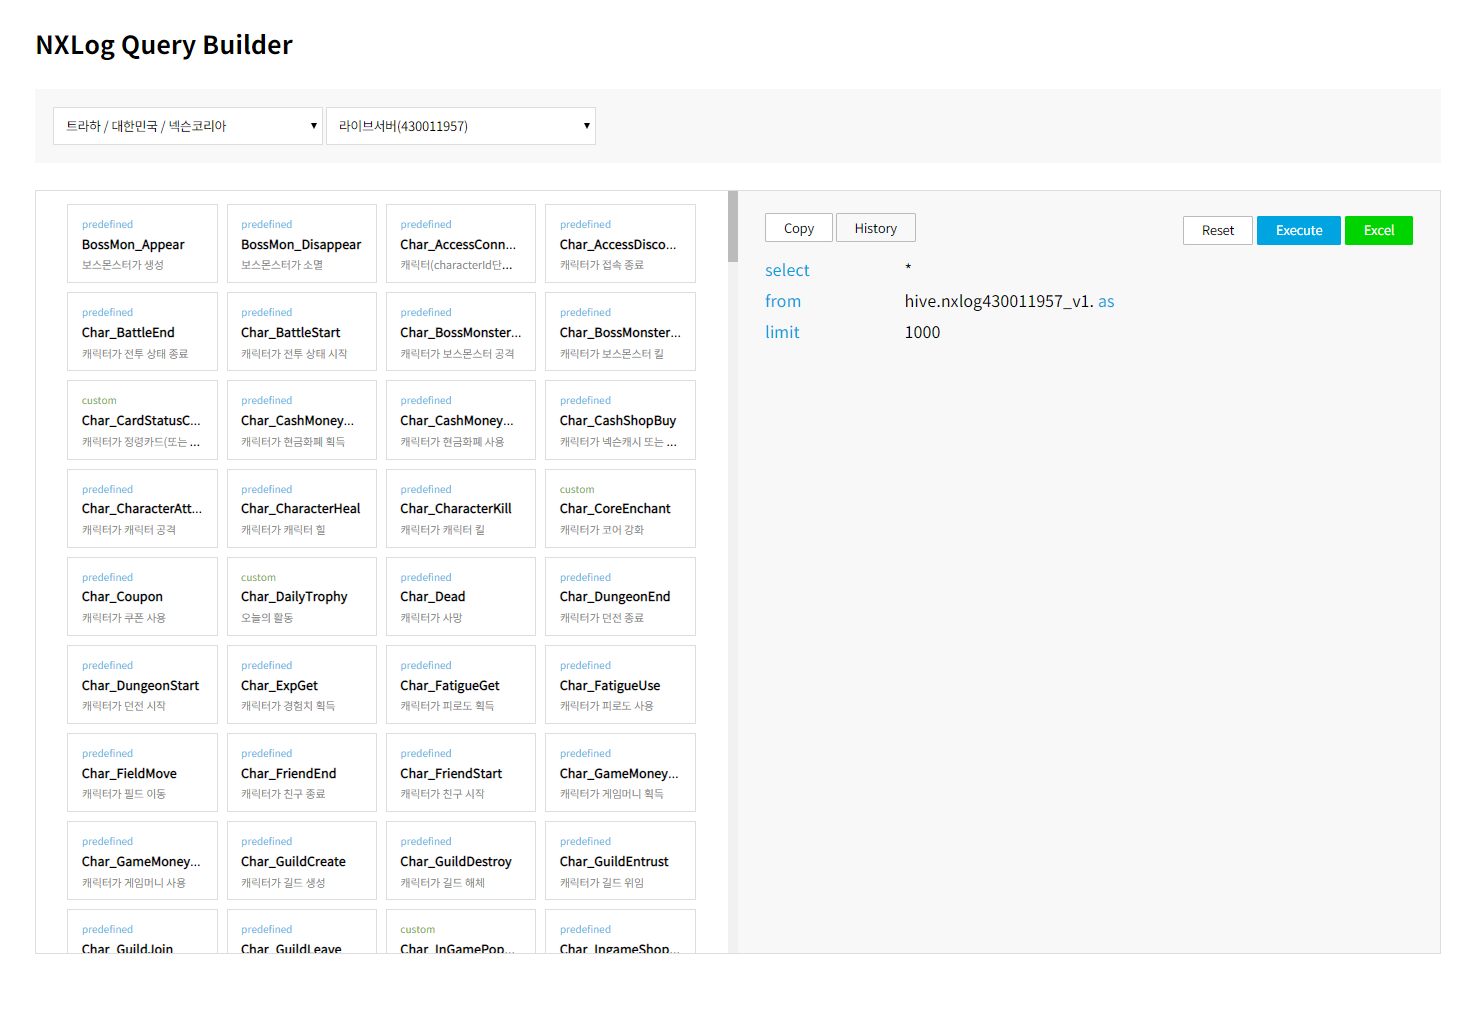 NXLog Query Builder
트라하 / 대한민국 / 넥슨코리아 ▼ 라이브서버(430011957) ▼
predefined predefined predefined predefined
BossMon_Appear BossMon_Disappear Char_AccessConn... Char_AccessDisco...
보스몬스터가 생성 보스몬스터가 소멸 캐릭터(characterId단... 캐릭터가 접속 종료
predefined predefined predefined predefined
Char_BattleEnd Char_BattleStart Char_BossMonster... Char_BossMonster...
캐릭터가 전투 상태 종료 캐릭터가 전투 상태 시작 캐릭터가 보스몬스터 공격 캐릭터가 보스몬스터 킬
custom predefined predefined predefined
Char_CardStatusC... Char_CashMoney... Char_CashMoney... Char_CashShopBuy
캐릭터가 정령카드(또는 ... 캐릭터가 현금화폐 획득 캐릭터가 현금화폐 사용 캐릭터가 넥슨캐시 또는 ...
predefined predefined predefined custom
Char_CharacterAtt... Char_CharacterHeal Char_CharacterKill Char_CoreEnchant
캐릭터가 캐릭터 공격 캐릭터가 캐릭터 힐 캐릭터가 캐릭터 킬 캐릭터가 코어 강화
predefined custom predefined predefined
Char_Coupon Char_DailyTrophy Char_Dead Char_DungeonEnd
캐릭터가 쿠폰 사용 오늘의 활동 캐릭터가 사망 캐릭터가 던전 종료
predefined predefined predefined predefined
Char_DungeonStart Char_ExpGet Char_FatigueGet Char_FatigueUse
캐릭터가 던전 시작 캐릭터가 경험치 획득 캐릭터가 피로도 획득 캐릭터가 피로도 사용
predefined predefined predefined predefined
Char_FieldMove Char_FriendEnd Char_FriendStart Char_GameMoney...
캐릭터가 필드 이동 캐릭터가 친구 종료 캐릭터가 친구 시작 캐릭터가 게임머니 획득
predefined predefined predefined predefined
Char_GameMoney... Char_GuildCreate Char_GuildDestroy Char_GuildEntrust
캐릭터가 게임머니 사용 캐릭터가 길드 생성 캐릭터가 길드 해체 캐릭터가 길드 위임
predefined predefined custom predefined
Char_GuildJoin Char_GuildLeave Char_InGamePop... Char_IngameShop...
Copy History Reset Execute Excel
select *
from hive.nxlog430011957_v1. as
limit 1000